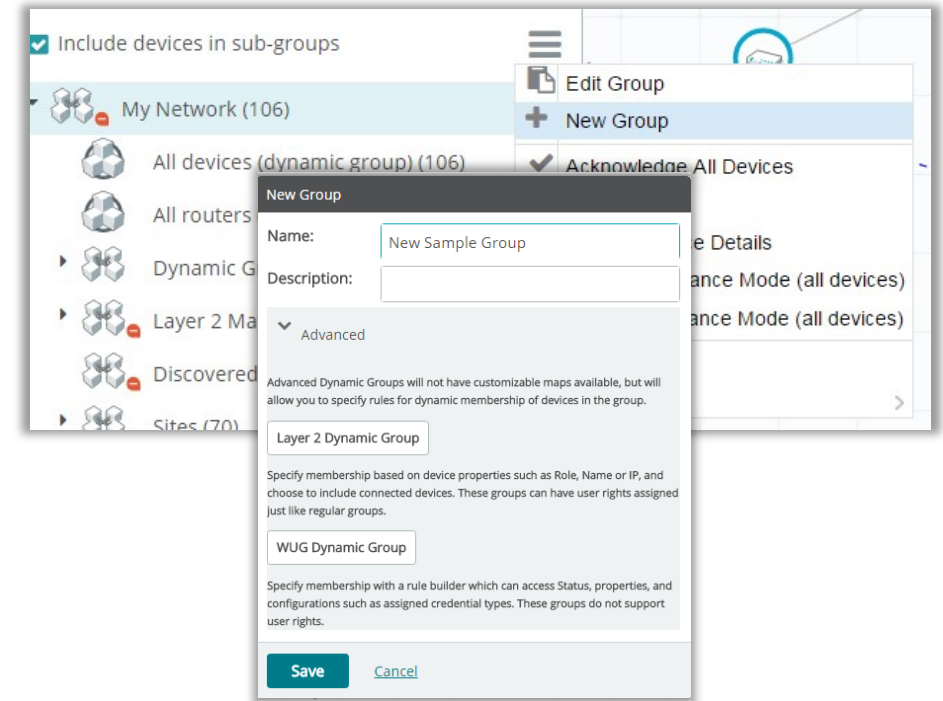 Include devices in sub-groups
My Network (106)
All devices (dynamic group) (106)
All routers
Dynamic G
Layer 2 Ma
Discovered
Sites (70)
Edit Group
New Group
Acknowledge All Devices
e Details
ance Mode (all devices)
ance Mode (all devices)
New Group
Name:
New Sample Group
Description:
Advanced
Advanced Dynamic Groups will not have customizable maps available, but will
allow you to specify rules for dynamic membership of devices in the group.
Layer 2 Dynamic Group
Specify membership based on device properties such as Role, Name or IP, and
choose to include connected devices. These groups can have user rights assigned
just like regular groups.
WUG Dynamic Group
Specify membership with a rule builder which can access Status, properties, and
configurations such as assigned credential types. These groups do not support
user rights.
Save
Cancel